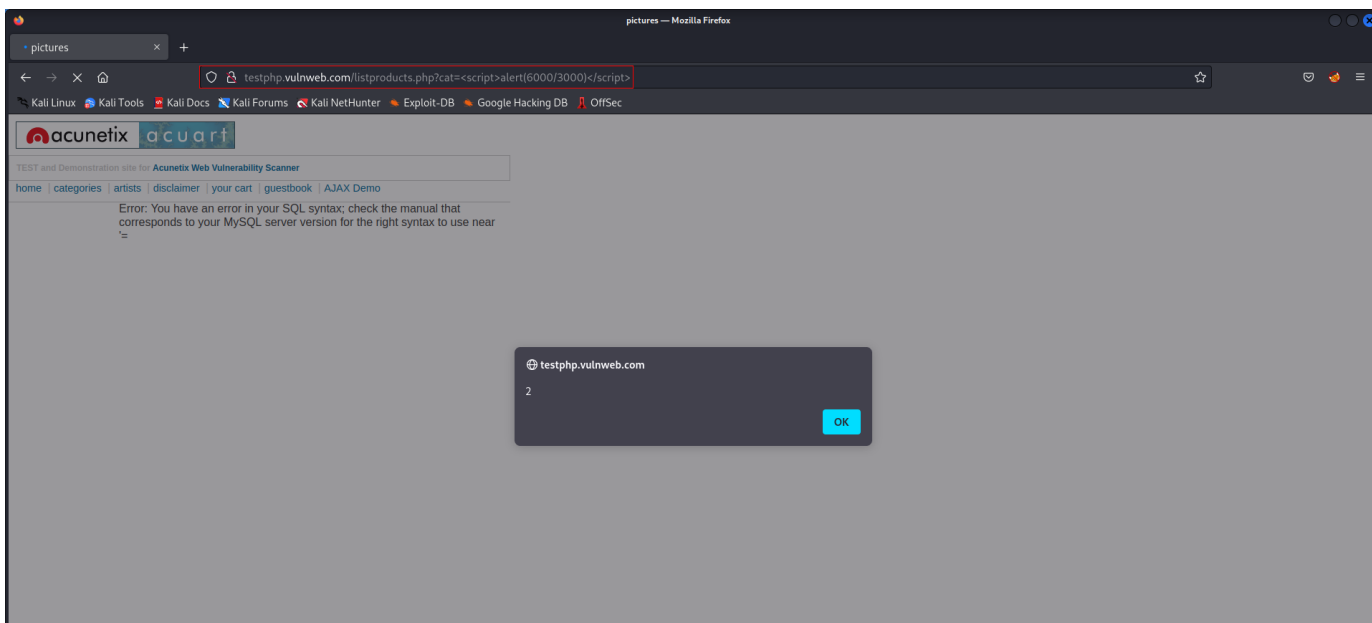 pictures — Mozilla Firefox
pictures
testphp.vulnweb.com/listproducts.php?cat=<script>alert(6000/3000)</script>
Kali Linux Kali Tools Kali Docs Kali Forums Kali NetHunter Exploit-DB Google Hacking DB OffSec
acunetix acuart
TEST and Demonstration site for Acunetix Web Vulnerability Scanner
home | categories | artists | disclaimer | your cart | guestbook | AJAX Demo
Error: You have an error in your SQL syntax; check the manual that
corresponds to your MySQL server version for the right syntax to use near
'=
testphp.vulnweb.com
2
OK